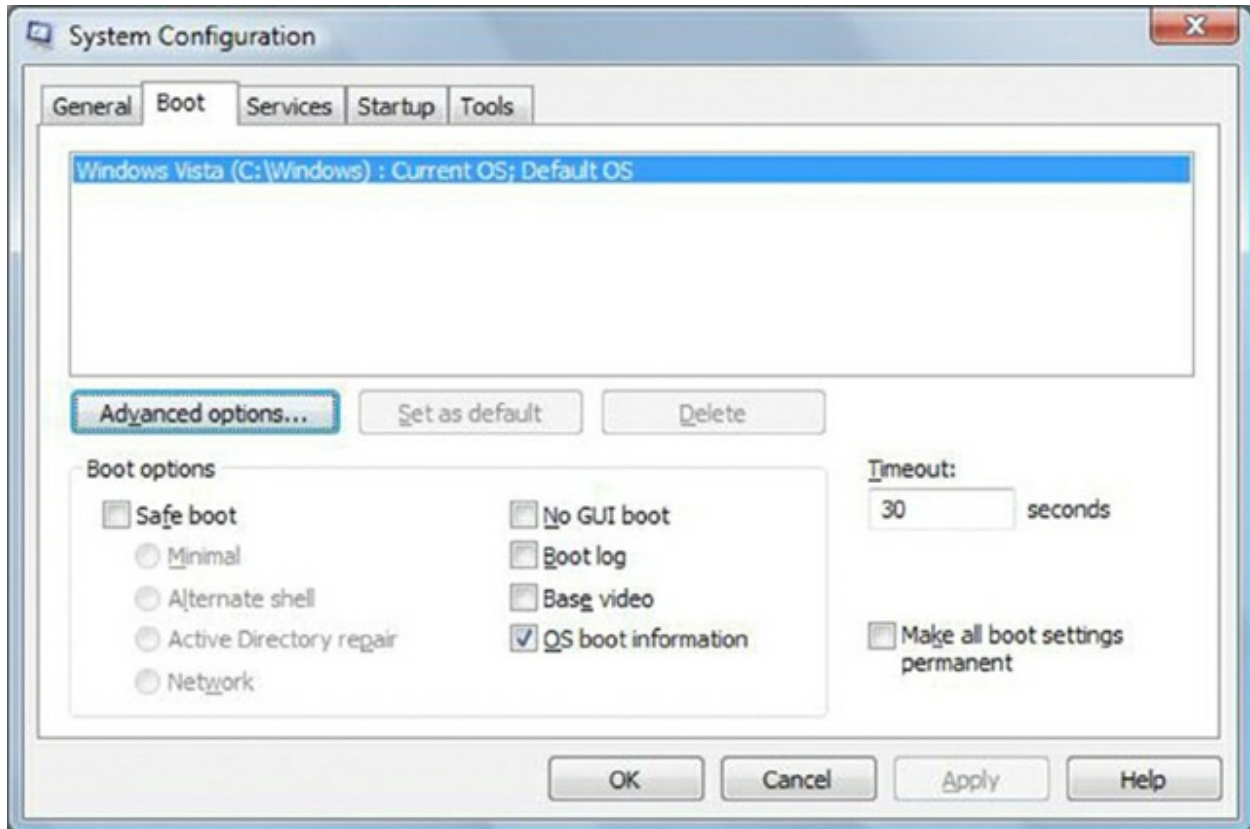 System Configuration
General Boot Services Startup Tools
Windows Vista (C:\Windows) : Current OS; Default OS
Advanced options... Set as default Delete
Boot options
Timeout:
Safe boot No GUI boot 30 seconds
Minimal Boot log
Alternate shell Base video
Active Directory repair OS boot information Make all boot settings
permanent
Network
OK Cancel Apply Help